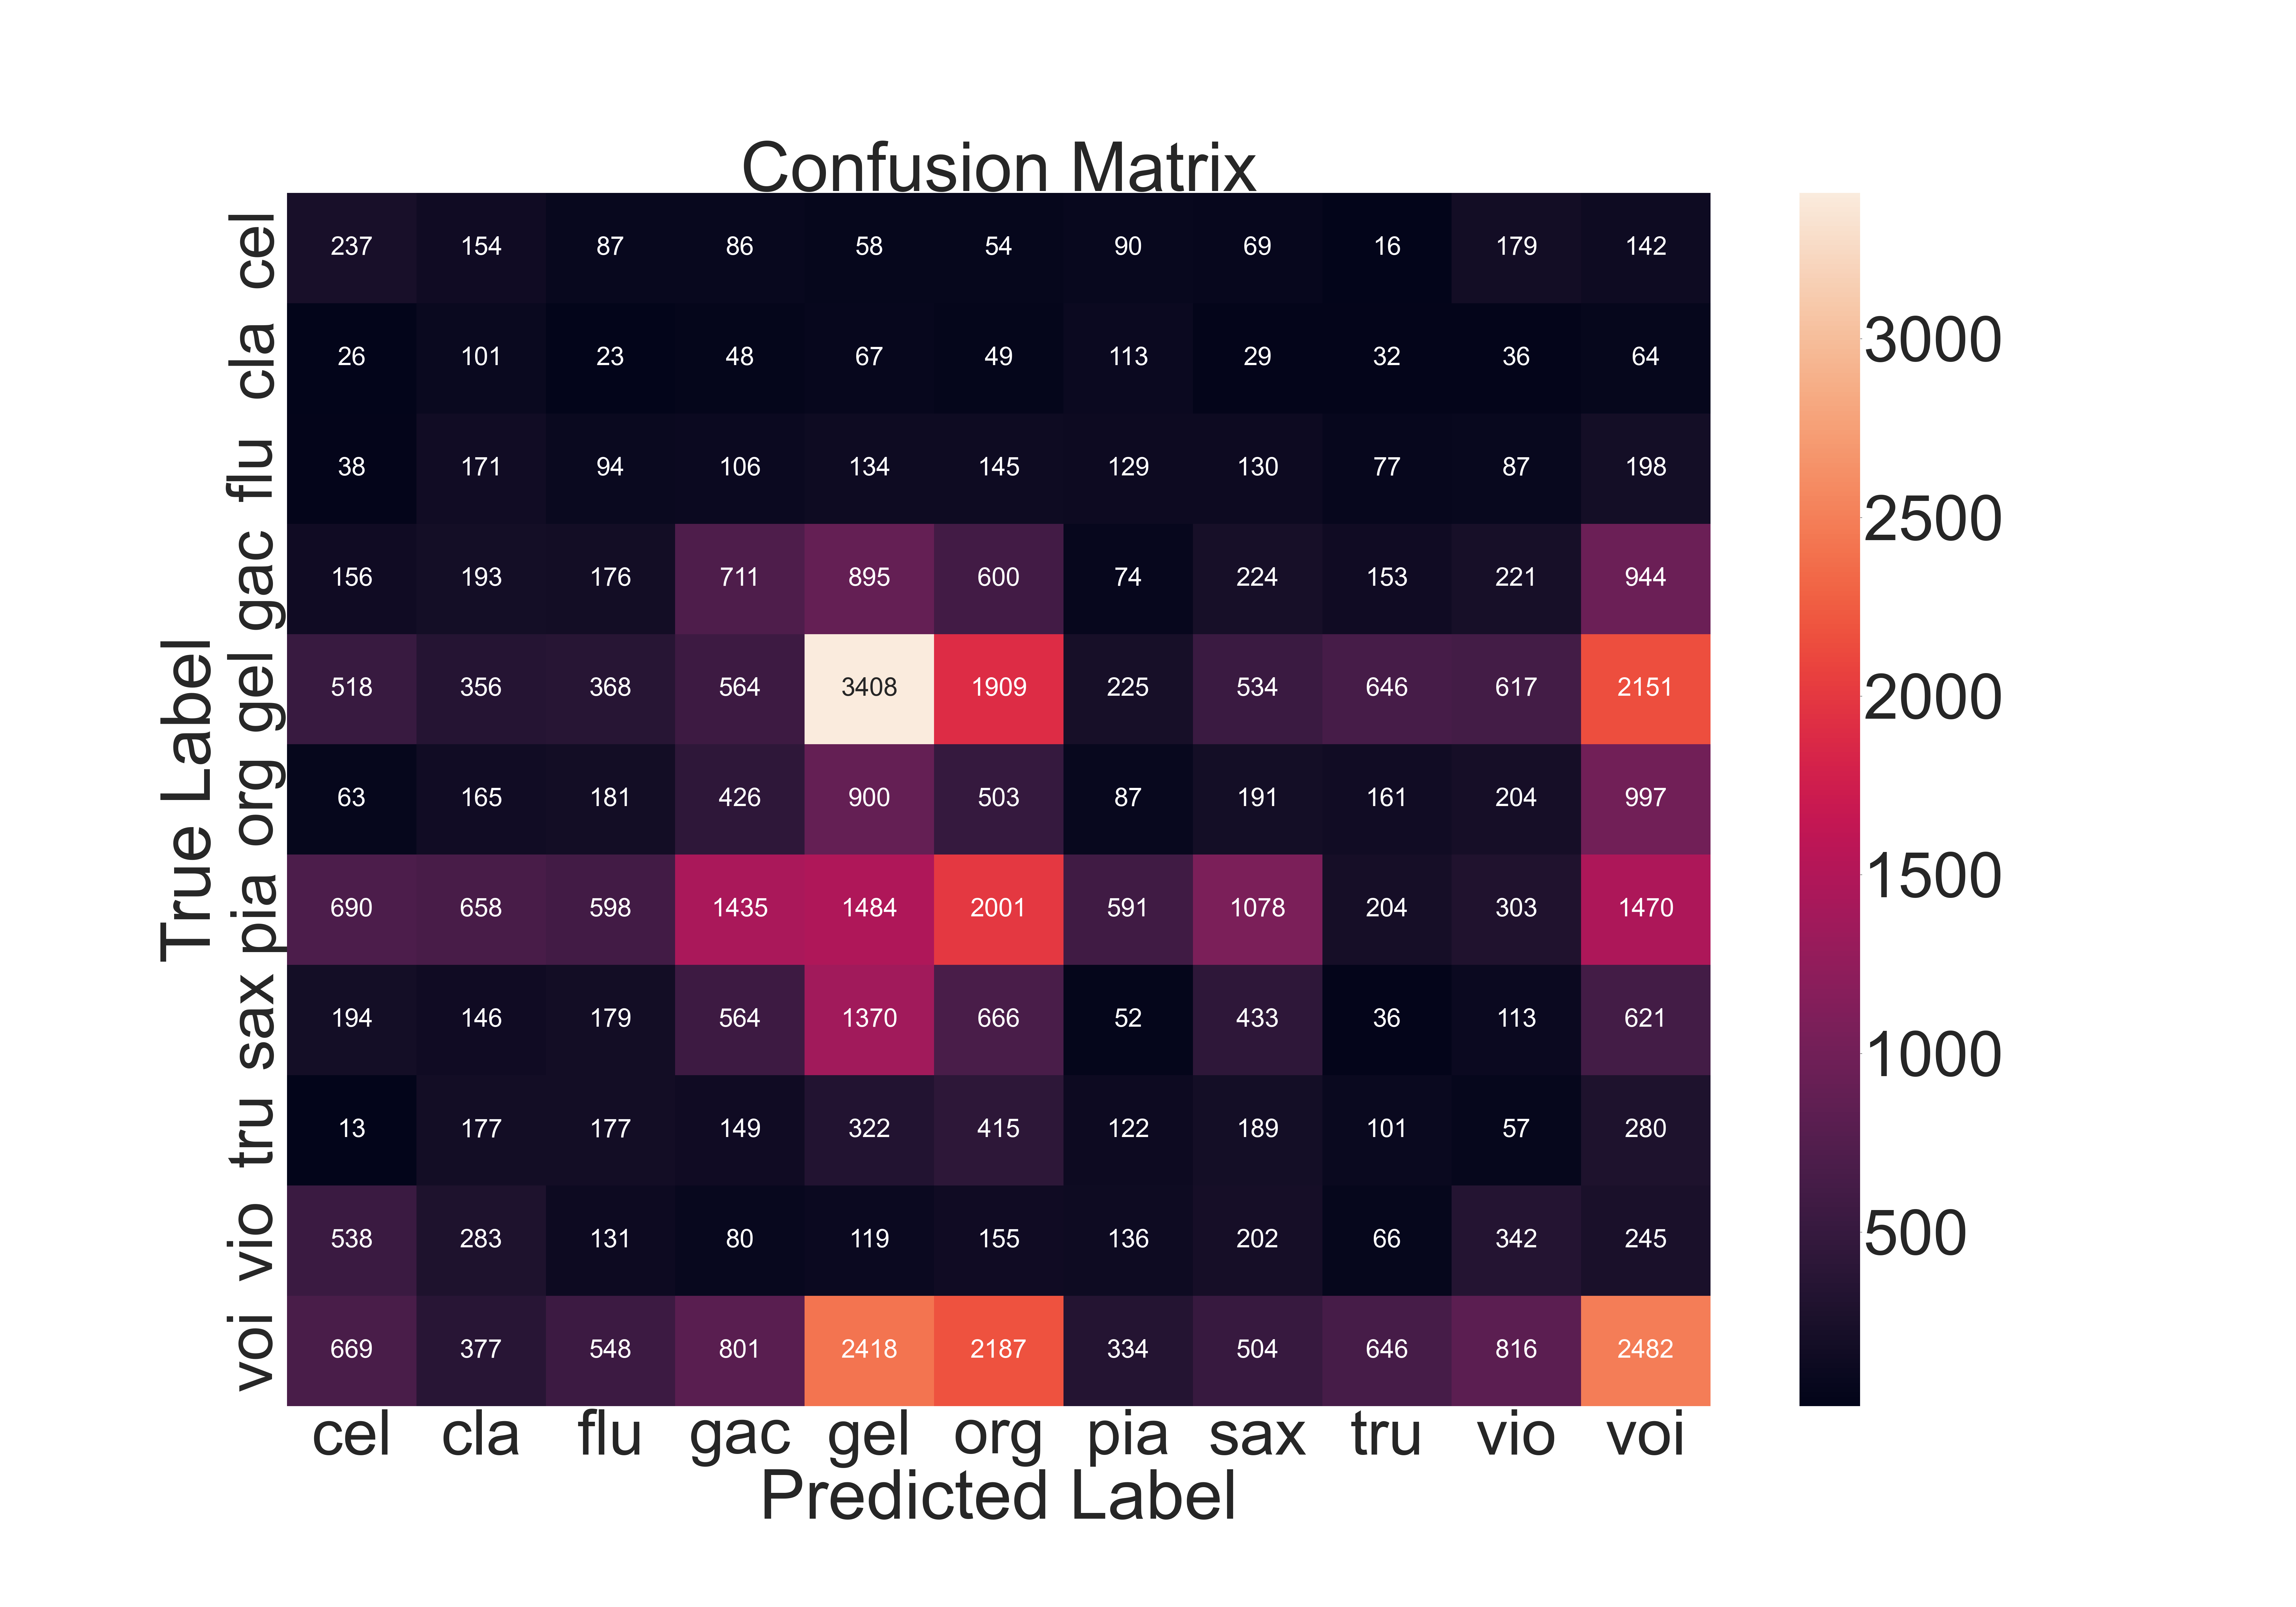 Confusion Matrix
True Label
cel 237 154 87 86 58 54 90 69 16 179 142
cla 26 101 23 48 67 49 113 29 32 36 64
flu 38 171 94 106 134 145 129 130 77 87 198
gac 156 193 176 711 895 600 74 224 153 221 944
gel 518 356 368 564 3408 1909 225 534 646 617 2151
org 63 165 181 426 900 503 87 191 161 204 997
pia 690 658 598 1435 1484 2001 591 1078 204 303 1470
sax 194 146 179 564 1370 666 52 433 36 113 621
tru 13 177 177 149 322 415 122 189 101 57 280
vio 538 283 131 80 119 155 136 202 66 342 245
voi 669 377 548 801 2418 2187 334 504 646 816 2482
cel cla flu gac gel org pia sax tru vio voi
Predicted Label
3000
2500
2000
1500
1000
500